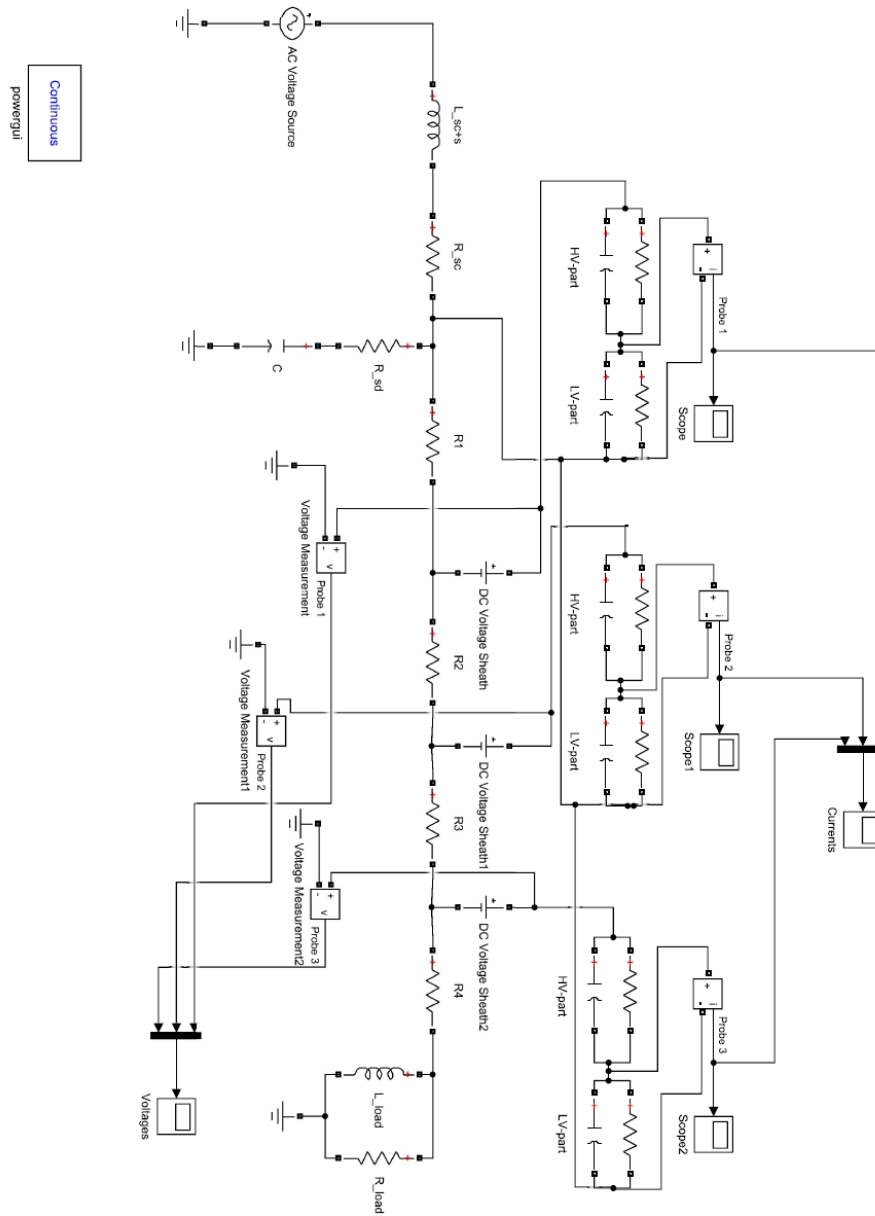 Continuous
powergui
AC Voltage Source
+
L_sc+s
R_sc
R_sd
C
R1
HV-part
LV-part
+
-
i
Probe 1
Scope
Voltage Measurement
+
-
v
Probe 1
DC Voltage Sheath
R2
HV-part
LV-part
+
-
i
Probe 2
Scope1
Voltage Measurement1
+
-
v
Probe 2
DC Voltage Sheath1
R3
Currents
Voltage Measurement2
+
-
v
Probe 3
DC Voltage Sheath2
R4
HV-part
LV-part
+
-
i
Probe 3
Scope2
Voltages
L_load
R_load